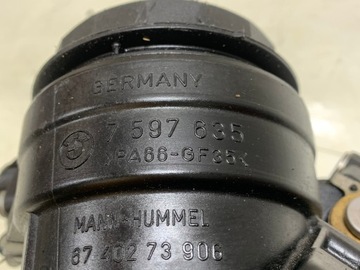 GERMANY
7 597 635
PA66-GF35
MANN+HUMMEL
67 402 73 906